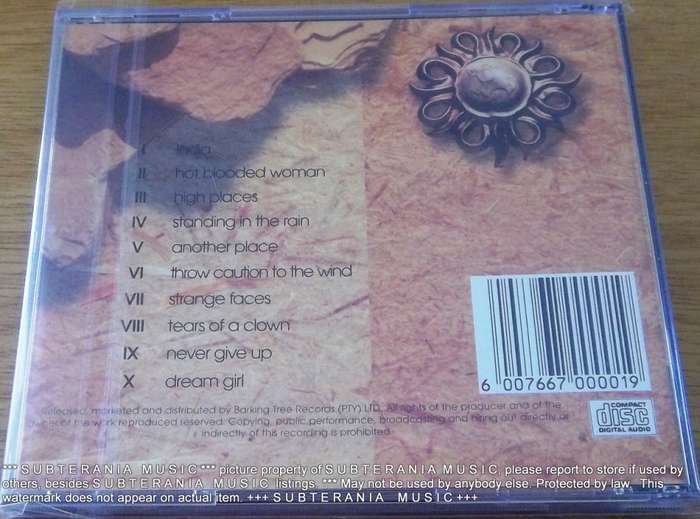 I India
II hot blooded woman
III high places
IV standing in the rain
V another place
VI throw caution to the wind
VII strange faces
VIII tears of a clown
IX never give up
X dream girl
6 007667 000019
Released, marketed and distributed by Barking Tree Records (PTY) LTD. All rights of the producer and of the
owner of the work reproduced reserved. Copying, public performance, broadcasting and hiring out directly or
indirectly of this recording is prohibited
COMPACT
disc
DIGITAL AUDIO
*** S U B T E R A N I A M U S I C *** picture property of S U B T E R A N I A M U S I C, please report to store if used by
others, besides S U B T E R A N I A M U S I C listings. *** May not be used by anybody else. Protected by law. This
watermark does not appear on actual item. +++ S U B T E R A N I A M U S I C +++